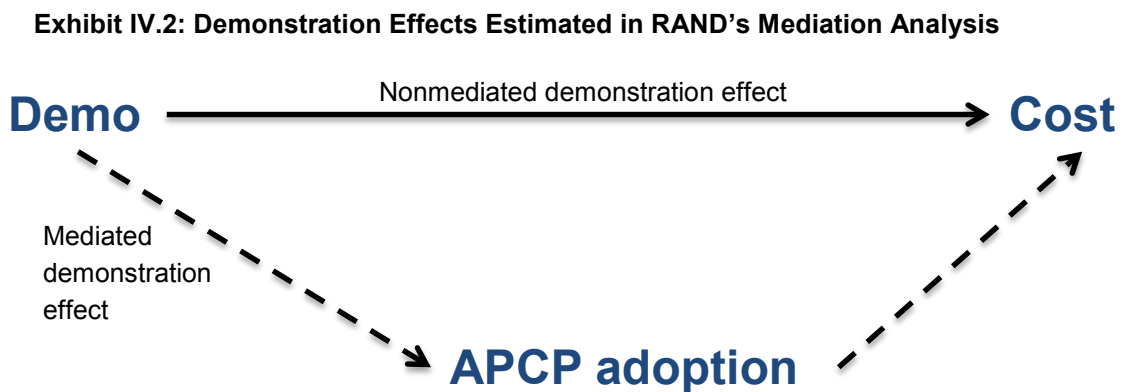 Exhibit IV.2: Demonstration Effects Estimated in RAND’s Mediation Analysis
Nonmediated demonstration effect
Demo
Cost
Mediated
demonstration
effect
APCP adoption